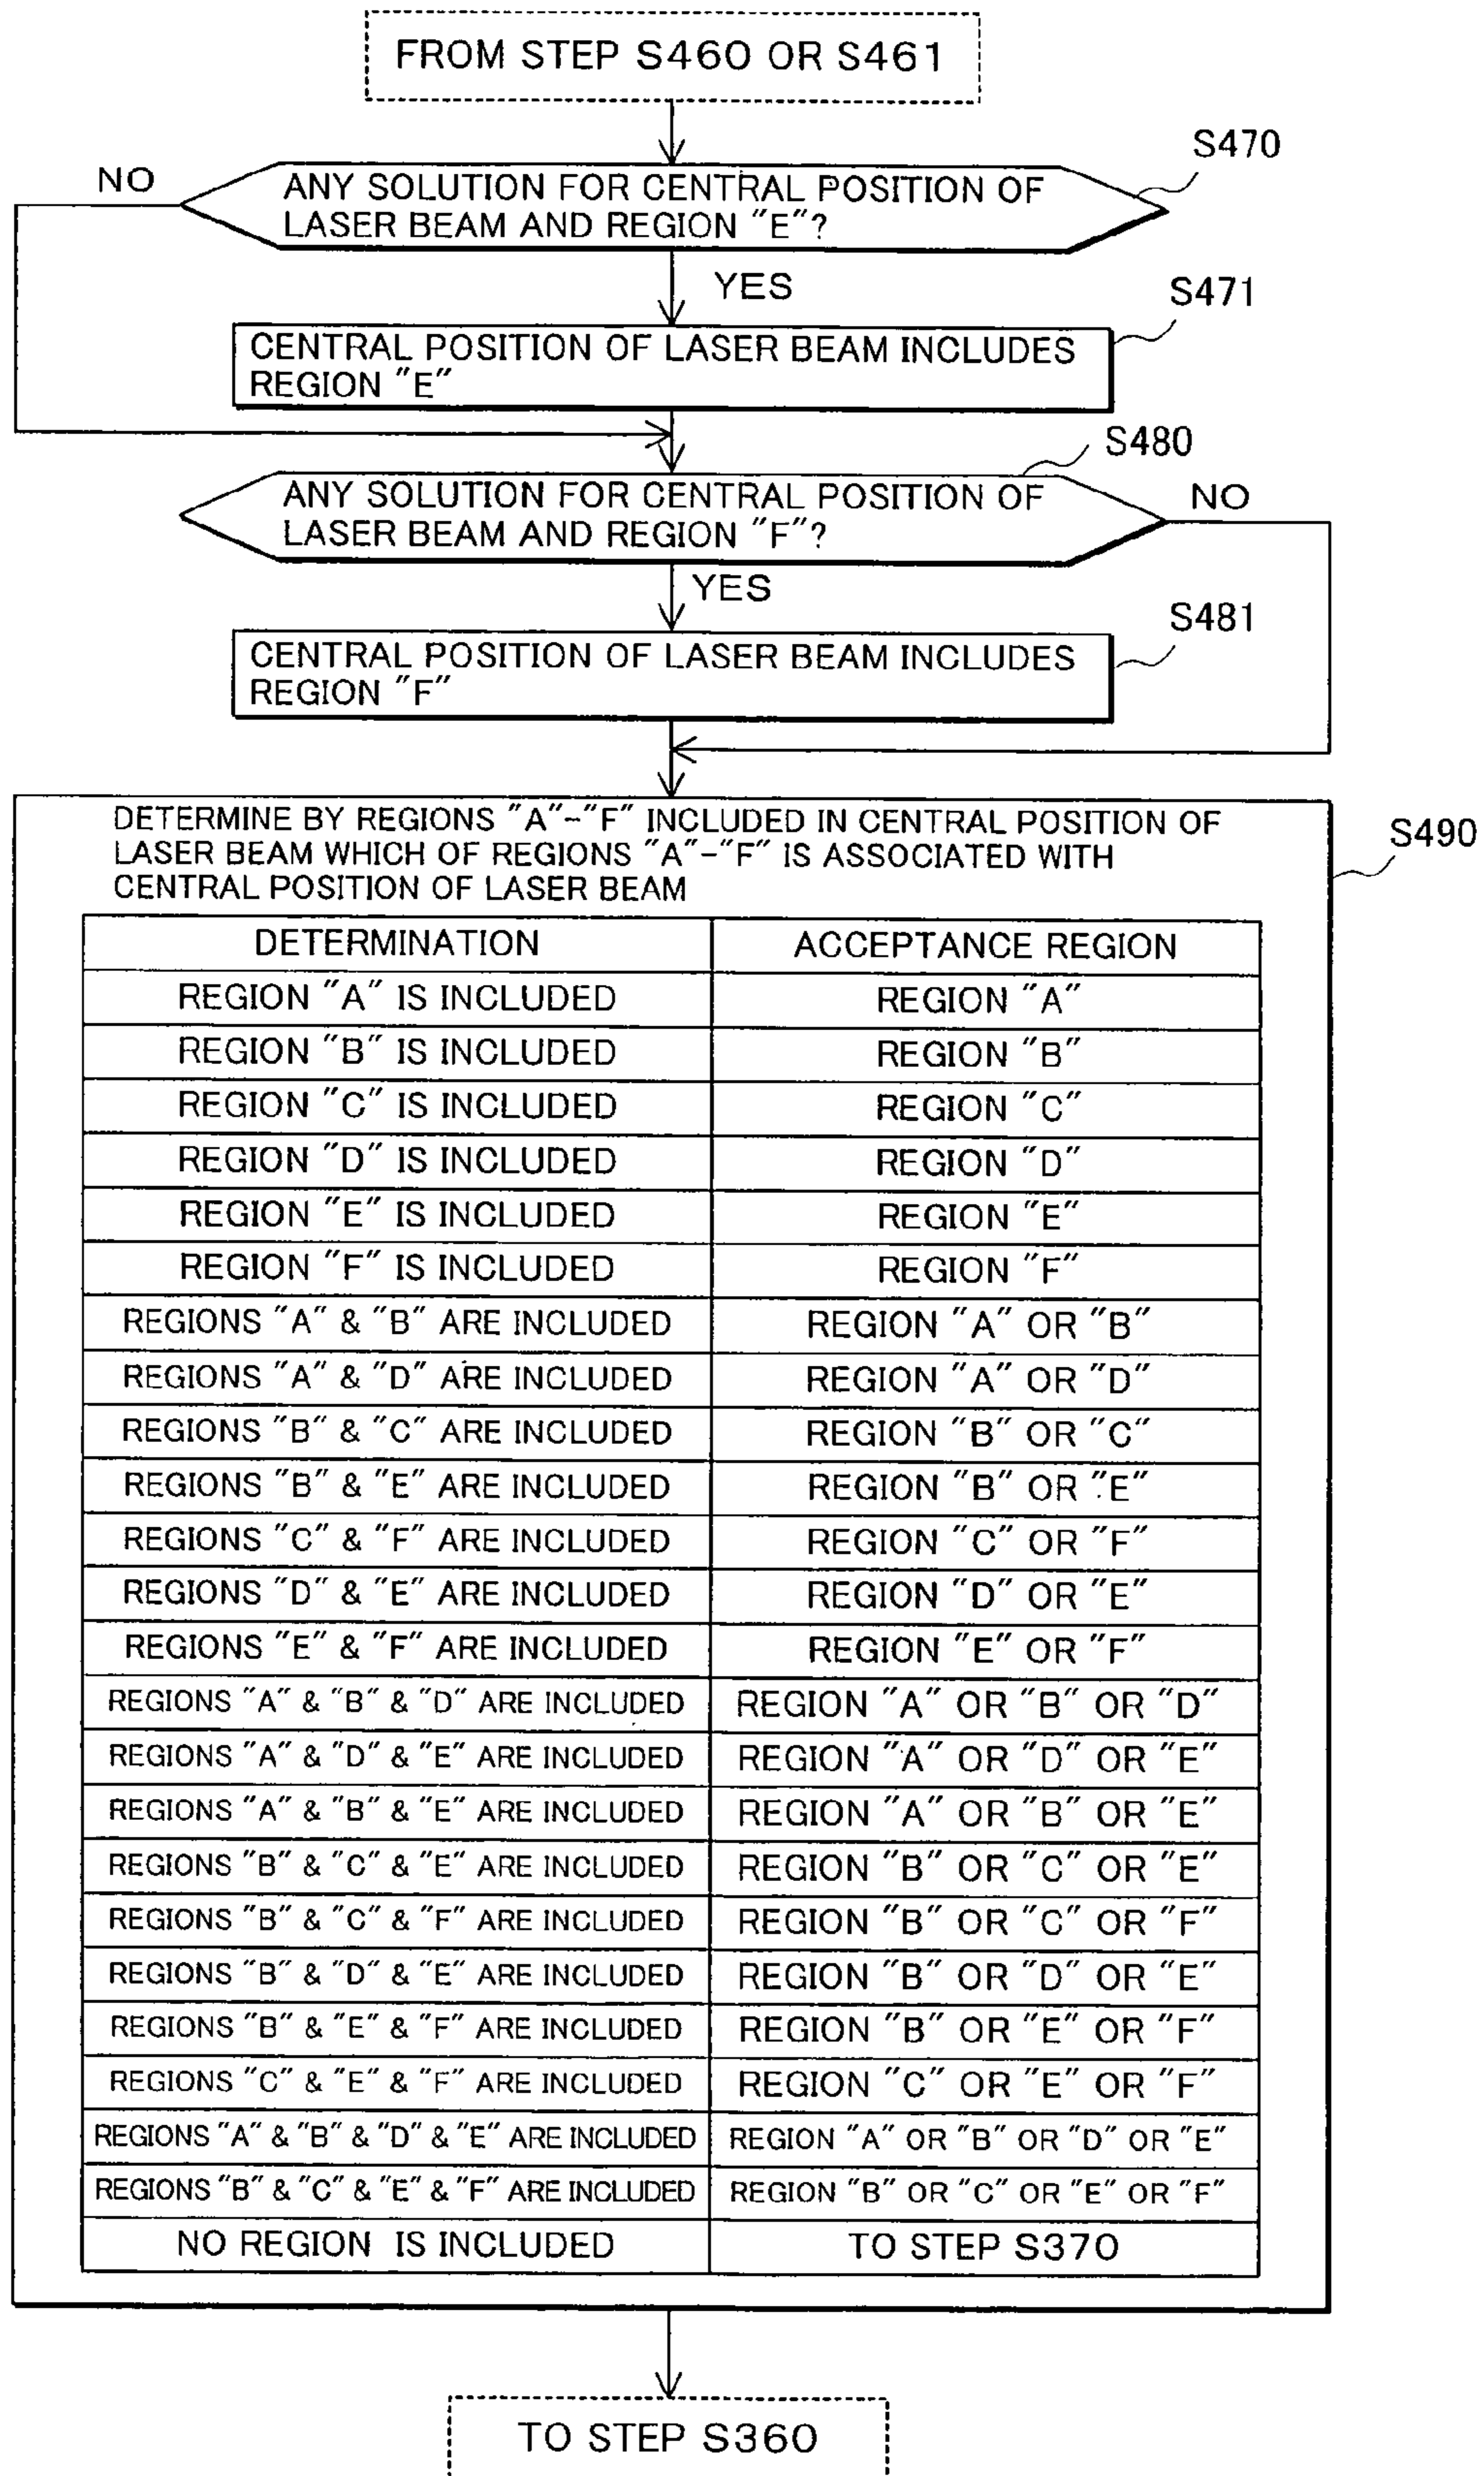 FROM STEP S460 OR S461
S470
NO
ANY SOLUTION FOR CENTRAL POSITION OF
LASER BEAM AND REGION "E"?
YES
S471
CENTRAL POSITION OF LASER BEAM INCLUDES
REGION "E"
S480
ANY SOLUTION FOR CENTRAL POSITION OF
LASER BEAM AND REGION "F"?
NO
YES
S481
CENTRAL POSITION OF LASER BEAM INCLUDES
REGION "F"
S490
DETERMINE BY REGIONS "A"-"F" INCLUDED IN CENTRAL POSITION OF
LASER BEAM WHICH OF REGIONS "A"-"F" IS ASSOCIATED WITH
CENTRAL POSITION OF LASER BEAM
DETERMINATION ACCEPTANCE REGION
REGION "A" IS INCLUDED REGION "A"
REGION "B" IS INCLUDED REGION "B"
REGION "C" IS INCLUDED REGION "C"
REGION "D" IS INCLUDED REGION "D"
REGION "E" IS INCLUDED REGION "E"
REGION "F" IS INCLUDED REGION "F"
REGIONS "A" & "B" ARE INCLUDED REGION "A" OR "B"
REGIONS "A" & "D" ARE INCLUDED REGION "A" OR "D"
REGIONS "B" & "C" ARE INCLUDED REGION "B" OR "C"
REGIONS "B" & "E" ARE INCLUDED REGION "B" OR "E"
REGIONS "C" & "F" ARE INCLUDED REGION "C" OR "F"
REGIONS "D" & "E" ARE INCLUDED REGION "D" OR "E"
REGIONS "E" & "F" ARE INCLUDED REGION "E" OR "F"
REGIONS "A" & "B" & "D" ARE INCLUDED REGION "A" OR "B" OR "D"
REGIONS "A" & "D" & "E" ARE INCLUDED REGION "A" OR "D" OR "E"
REGIONS "A" & "B" & "E" ARE INCLUDED REGION "A" OR "B" OR "E"
REGIONS "B" & "C" & "E" ARE INCLUDED REGION "B" OR "C" OR "E"
REGIONS "B" & "C" & "F" ARE INCLUDED REGION "B" OR "C" OR "F"
REGIONS "B" & "D" & "E" ARE INCLUDED REGION "B" OR "D" OR "E"
REGIONS "B" & "E" & "F" ARE INCLUDED REGION "B" OR "E" OR "F"
REGIONS "C" & "E" & "F" ARE INCLUDED REGION "C" OR "E" OR "F"
REGIONS "A" & "B" & "D" & "E" ARE INCLUDED REGION "A" OR "B" OR "D" OR "E"
REGIONS "B" & "C" & "E" & "F" ARE INCLUDED REGION "B" OR "C" OR "E" OR "F"
NO REGION IS INCLUDED TO STEP S370
TO STEP S360